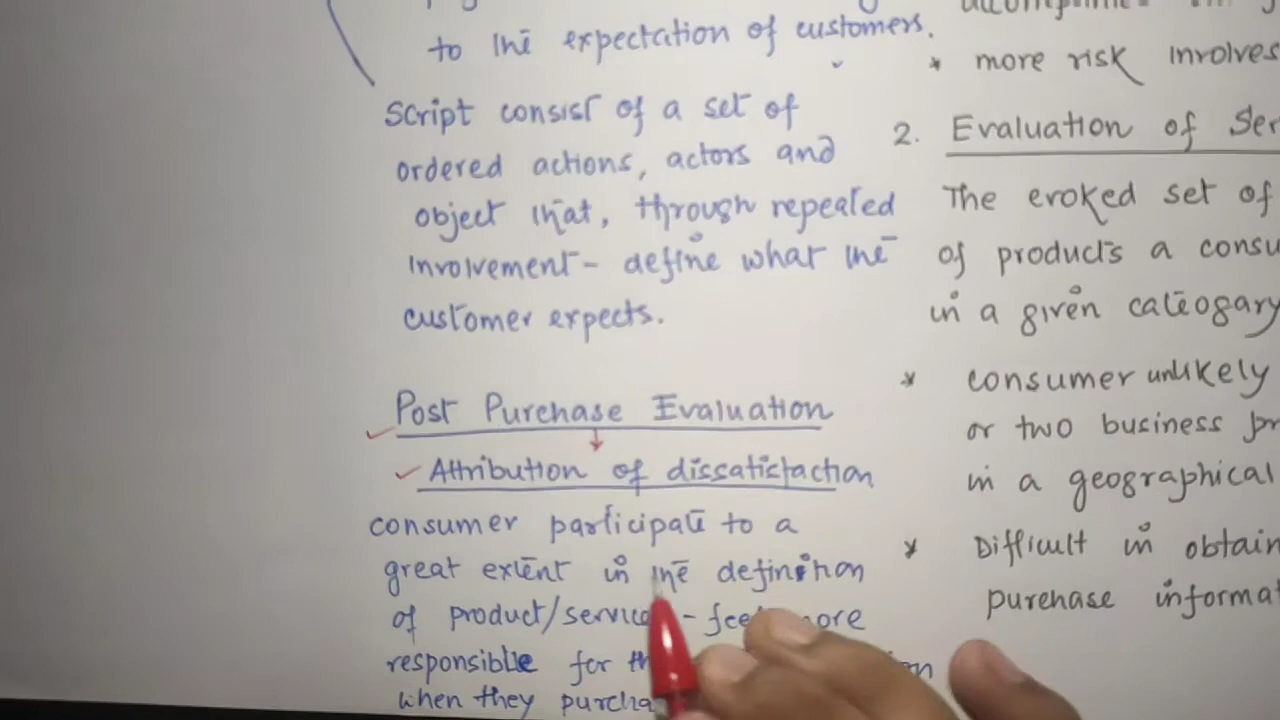 to the expectation of customers.
Script consist of a set of
ordered actions, actors and
object that, through repeated
involvement - define what the
customer expects.
Post Purchase Evaluation
Attribution of dissatisfaction
consumer participate to a
great extent in the definition
of product/service - feel more
responsible for
when they
* more risk involves
2. Evaluation of
The evoked set of
of products a
in a given cateogary
* consumer unlikely
or two business
in a geographical
* Difficult in
purchase